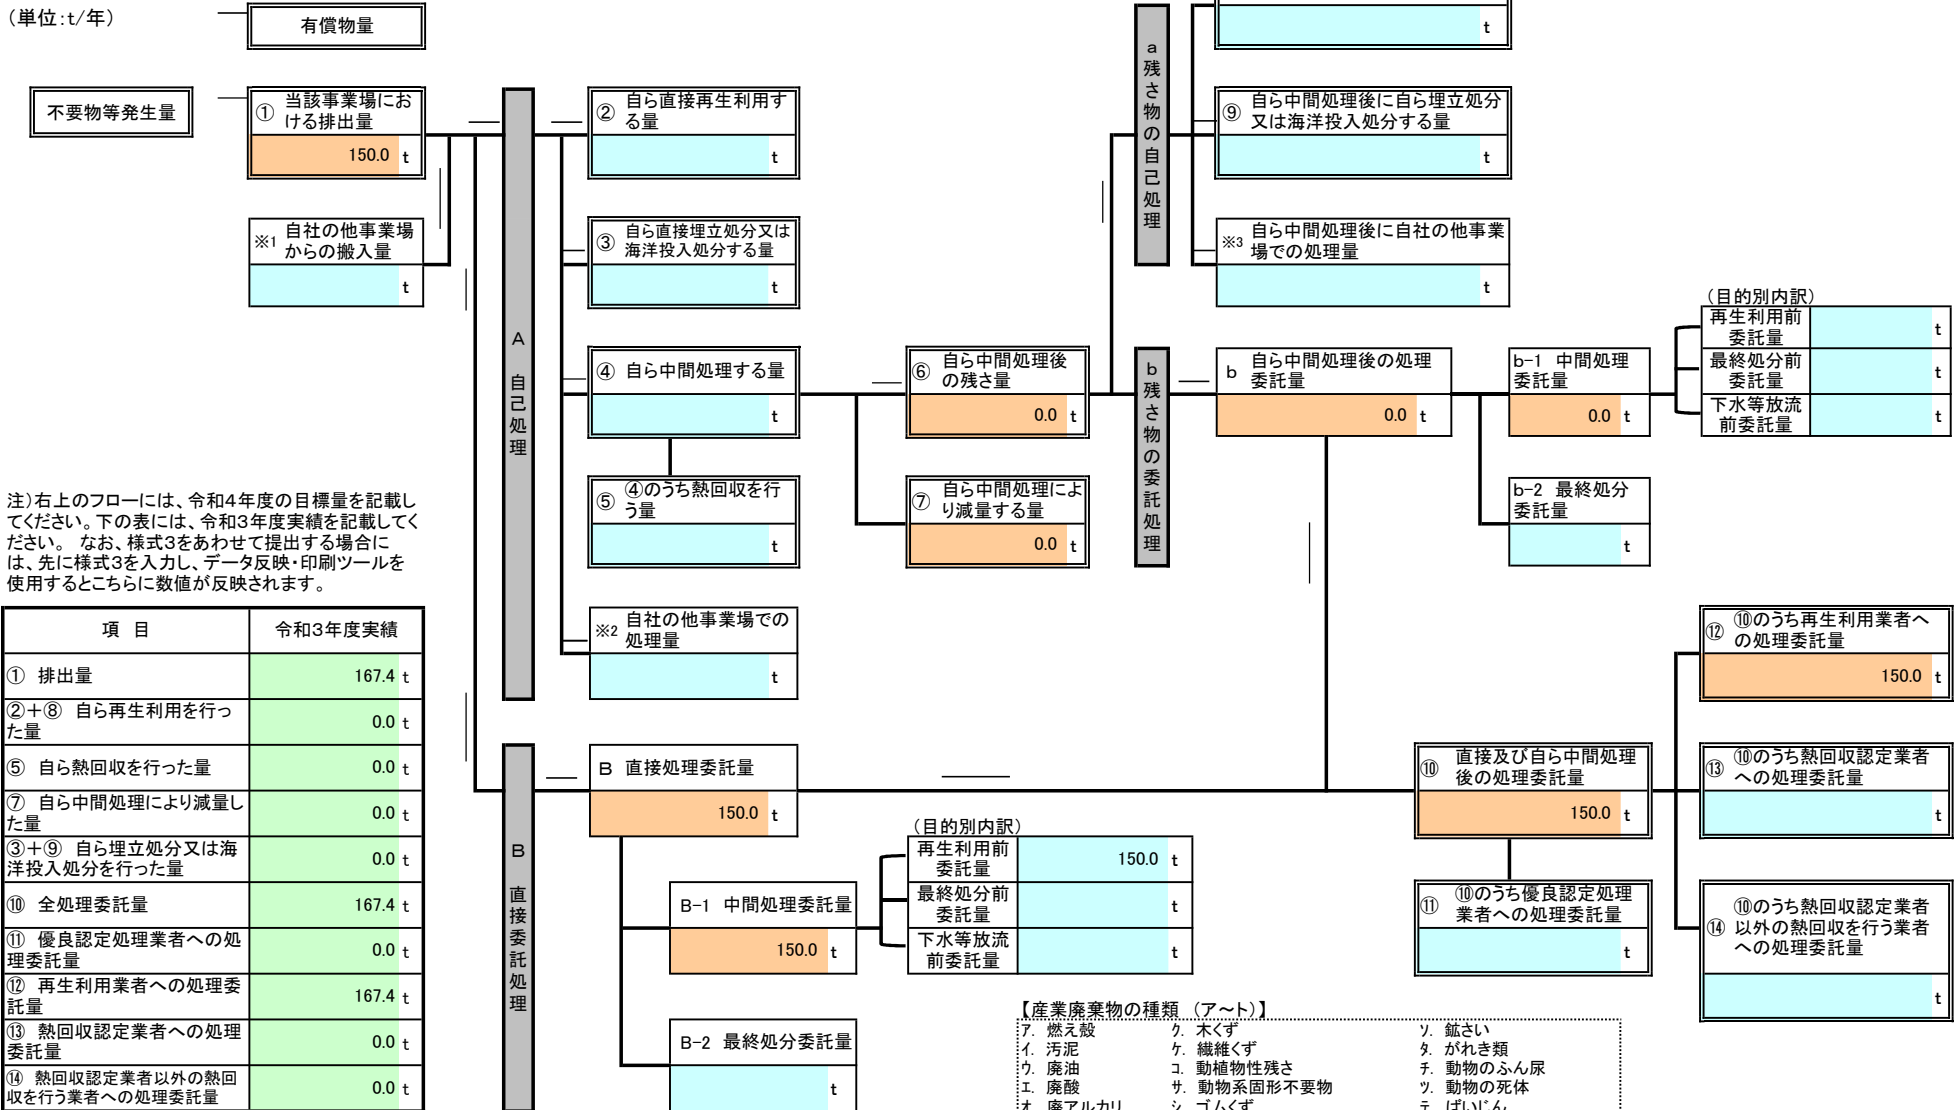 (単位:t/年)
有償物量
不要物等発生量
① 当該事業場にお
ける排出量
150.0 t
※1 自社の他事業場
からの搬入量
t
A 自己処理
② 自ら直接再生利用す
る量
t
③ 自ら直接埋立処分又は
海洋投入処分する量
t
④ 自ら中間処理する量
t
⑤ ④のうち熱回収を行
う量
t
※2 自社の他事業場での
処理量
t
⑥ 自ら中間処理後
の残さ量
0.0 t
⑦ 自ら中間処理によ
り減量する量
0.0 t
a 残さ物の自己処理
t
⑨ 自ら中間処理後に自ら埋立処分
又は海洋投入処分する量
t
※3 自ら中間処理後に自社の他事業
場での処理量
t
b 残さ物の委託処理
b 自ら中間処理後の処理
委託量
0.0 t
b-1 中間処理
委託量
0.0 t
(目的別内訳)
再生利用前
委託量
t
最終処分前
委託量
t
下水等放流
前委託量
t
b-2 最終処分
委託量
t
注)右上のフローには、令和4年度の目標量を記載し
てください。下の表には、令和3年度実績を記載してく
ださい。 なお、様式3をあわせて提出する場合に
は、先に様式3を入力し、データ反映・印刷ツールを
使用するとこちらに数値が反映されます。
項 目 令和3年度実績
① 排出量 167.4 t
②+⑧ 自ら再生利用を行っ
た量 0.0 t
⑤ 自ら熱回収を行った量 0.0 t
⑦ 自ら中間処理により減量し
た量 0.0 t
③+⑨ 自ら埋立処分又は海
洋投入処分を行った量 0.0 t
⑩ 全処理委託量 167.4 t
⑪ 優良認定処理業者への処
理委託量 0.0 t
⑫ 再生利用業者への処理委
託量 167.4 t
⑬ 熱回収認定業者への処理
委託量 0.0 t
⑭ 熱回収認定業者以外の熱回
収を行う業者への処理委託量 0.0 t
B 直接委託処理
B 直接処理委託量
150.0 t
B-1 中間処理委託量
150.0 t
(目的別内訳)
再生利用前
委託量
150.0 t
最終処分前
委託量
t
下水等放流
前委託量
t
B-2 最終処分委託量
t
⑩ 直接及び自ら中間処理
後の処理委託量
150.0 t
⑪ ⑩のうち優良認定処理
業者への処理委託量
t
⑫ ⑩のうち再生利用業者へ
の処理委託量
150.0 t
⑬ ⑩のうち熱回収認定業者
への処理委託量
t
⑭ ⑩のうち熱回収認定業者
以外の熱回収を行う業者
への処理委託量
t
【産業廃棄物の種類 (ア~ト)】
ア. 燃え殻 ク. 木くず ソ. 鉱さい
イ. 汚泥 ケ. 繊維くず タ. がれき類
ウ. 廃油 コ. 動植物性残さ チ. 動物のふん尿
エ. 廃酸 サ. 動物系固形不要物 ツ. 動物の死体
オ. 廃アルカリ シ. ゴムくず テ. ばいじん